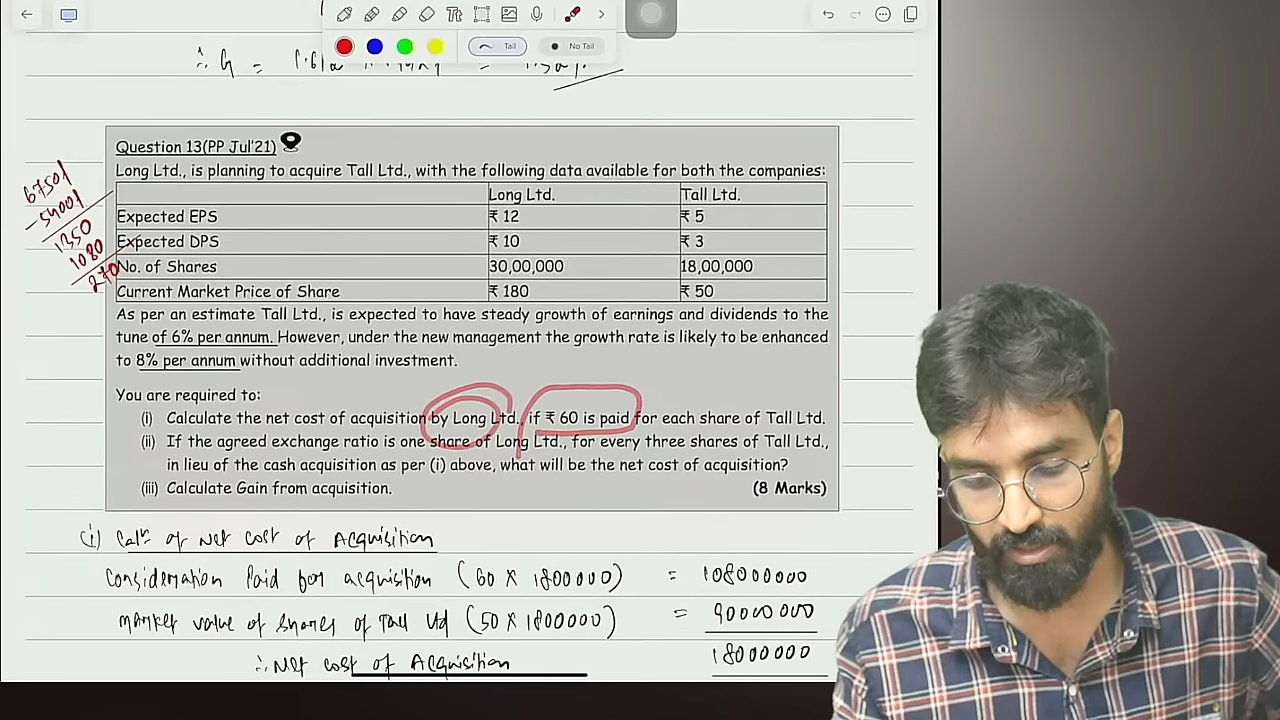 Tt
Tail
No Tail
∴ g =
Question 13(PP Jul'21)
Long Ltd., is planning to acquire Tall Ltd., with the following data available for both the companies:
Long Ltd. Tall Ltd.
Expected EPS ₹ 12 ₹ 5
Expected DPS ₹ 10 ₹ 3
No. of Shares 30,00,000 18,00,000
Current Market Price of Share ₹ 180 ₹ 50
As per an estimate Tall Ltd., is expected to have steady growth of earnings and dividends to the
tune of 6% per annum. However, under the new management the growth rate is likely to be enhanced
to 8% per annum without additional investment.
You are required to:
(i) Calculate the net cost of acquisition by Long Ltd., if ₹ 60 is paid for each share of Tall Ltd.
(ii) If the agreed exchange ratio is one share of Long Ltd., for every three shares of Tall Ltd.,
in lieu of the cash acquisition as per (i) above, what will be the net cost of acquisition?
(iii) Calculate Gain from acquisition. (8 Marks)
6750l
-5400l
1350
1080
270
(i) Calⁿ of Net Cost of Acquisition
Consideration Paid for acquisition (60 x 1800000) = 108000000
Market value of shares of Tall Ltd (50 x 1800000) = 90000000
∴ Net Cost of Acquisition 18000000